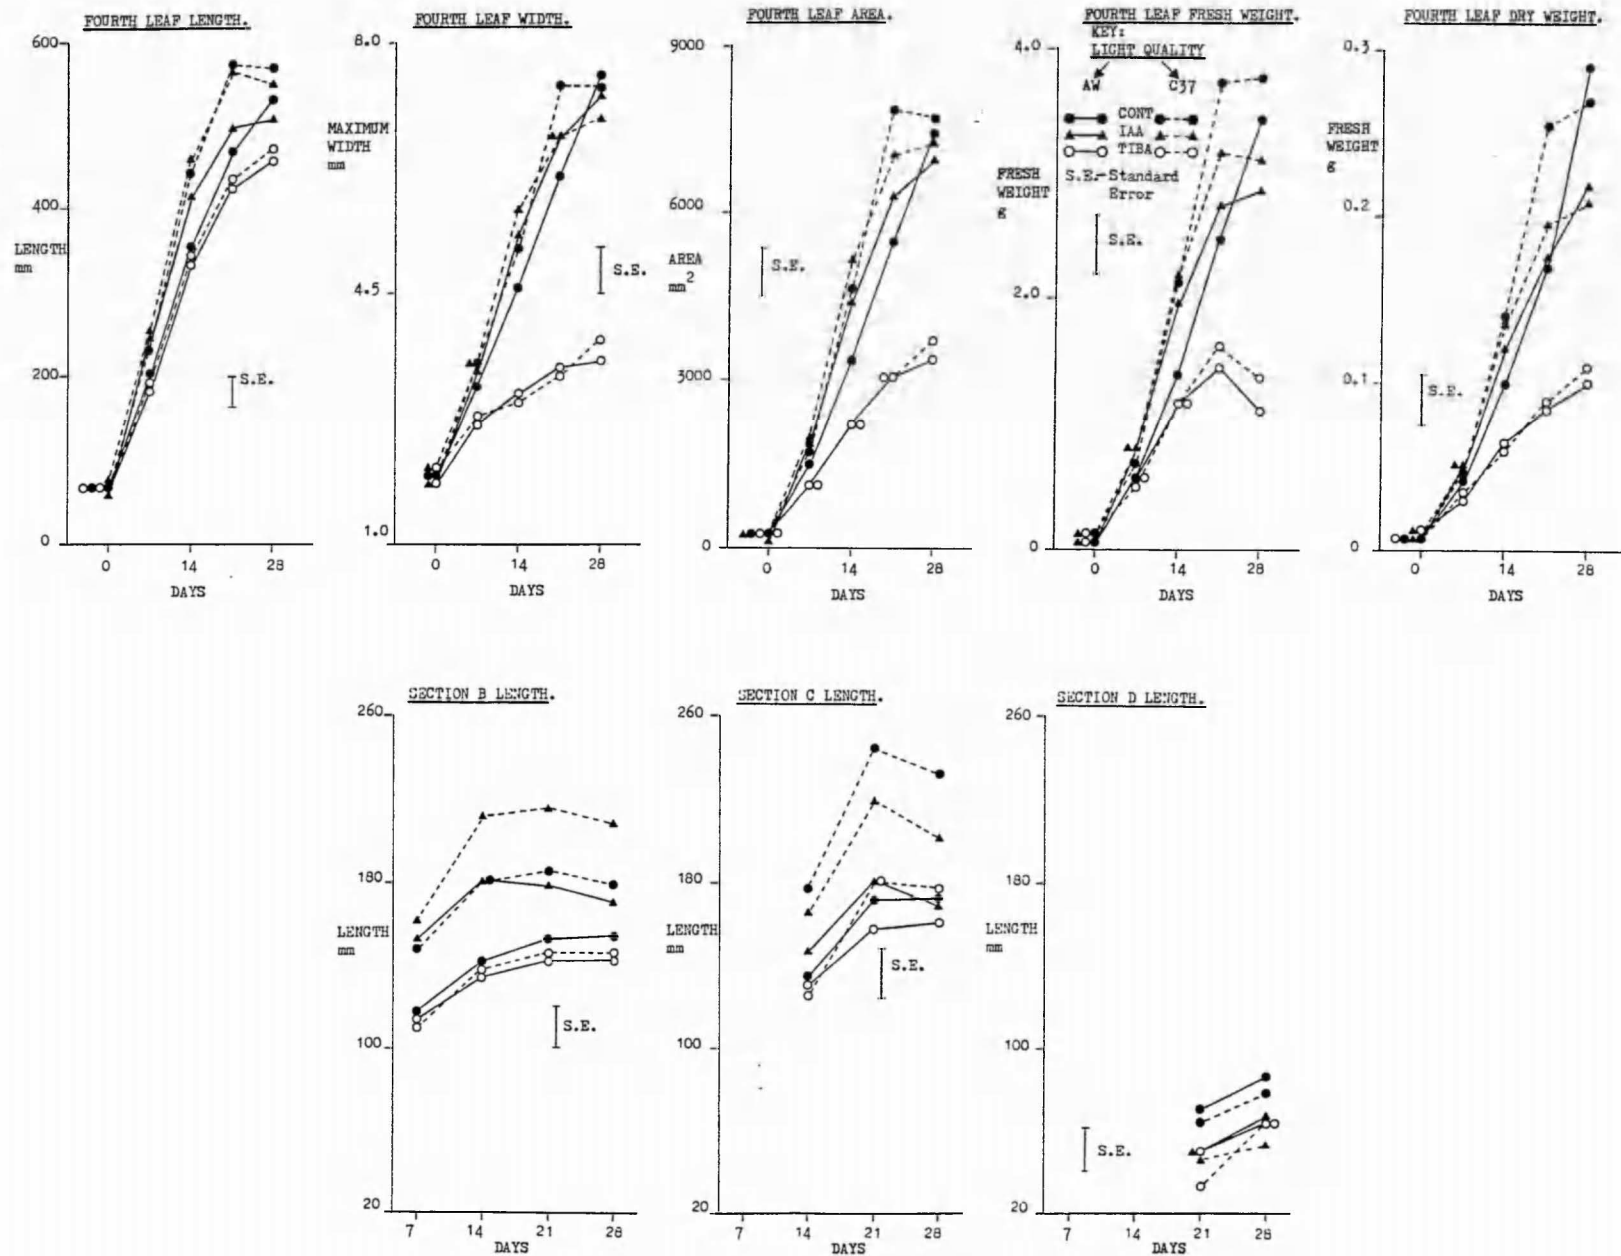 FOURTH LEAF LENGTH.
600
400
LENGTH
mm
200
0
0 14 28
DAYS
FOURTH LEAF WIDTH.
8.0
MAXIMUM
WIDTH
mm
4.5
S.E.
1.0
0 14 28
DAYS
S.E.
FOURTH LEAF AREA.
9000
6000
AREA
mm2
S.E.
3000
0
0 14 28
DAYS
FOURTH LEAF FRESH WEIGHT.
KEY:
LIGHT QUALITY
AW C37
CONT
IAA
TIBA
S.E.-Standard
Error
S.E.
4.0
FRESH
WEIGHT
g
2.0
0
0 14 28
DAYS
FOURTH LEAF DRY WEIGHT.
0.3
FRESH
WEIGHT
g
0.2
0.1
S.E.
0
0 14 28
DAYS
SECTION B LENGTH.
260
180
LENGTH
mm
100
S.E.
20
7 14 21 28
DAYS
SECTION C LENGTH.
260
180
LENGTH
mm
S.E.
100
20
7 14 21 28
DAYS
SECTION D LENGTH.
260
180
LENGTH
mm
100
S.E.
20
7 14 21 28
DAYS